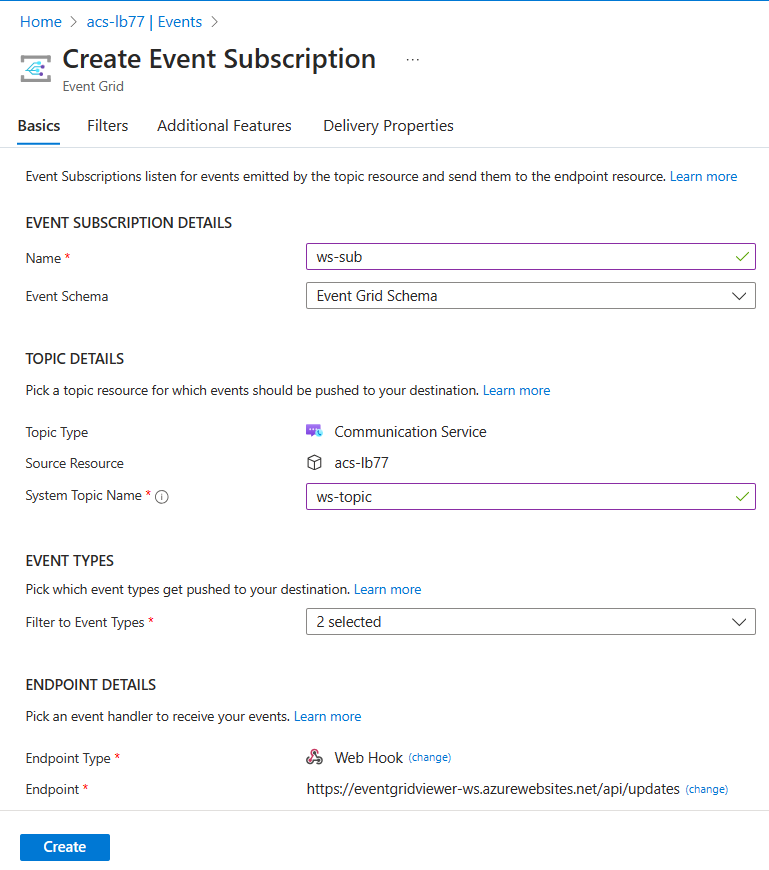 Home > acs-lb77 | Events >
Create Event Subscription ...
Event Grid
Basics Filters Additional Features Delivery Properties
Event Subscriptions listen for events emitted by the topic resource and send them to the endpoint resource. Learn more
EVENT SUBSCRIPTION DETAILS
Name * ws-sub
Event Schema Event Grid Schema
TOPIC DETAILS
Pick a topic resource for which events should be pushed to your destination. Learn more
Topic Type Communication Service
Source Resource acs-lb77
System Topic Name * ws-topic
EVENT TYPES
Pick which event types get pushed to your destination. Learn more
Filter to Event Types * 2 selected
ENDPOINT DETAILS
Pick an event handler to receive your events. Learn more
Endpoint Type * Web Hook (change)
Endpoint * https://eventgridviewer-ws.azurewebsites.net/api/updates (change)
Create